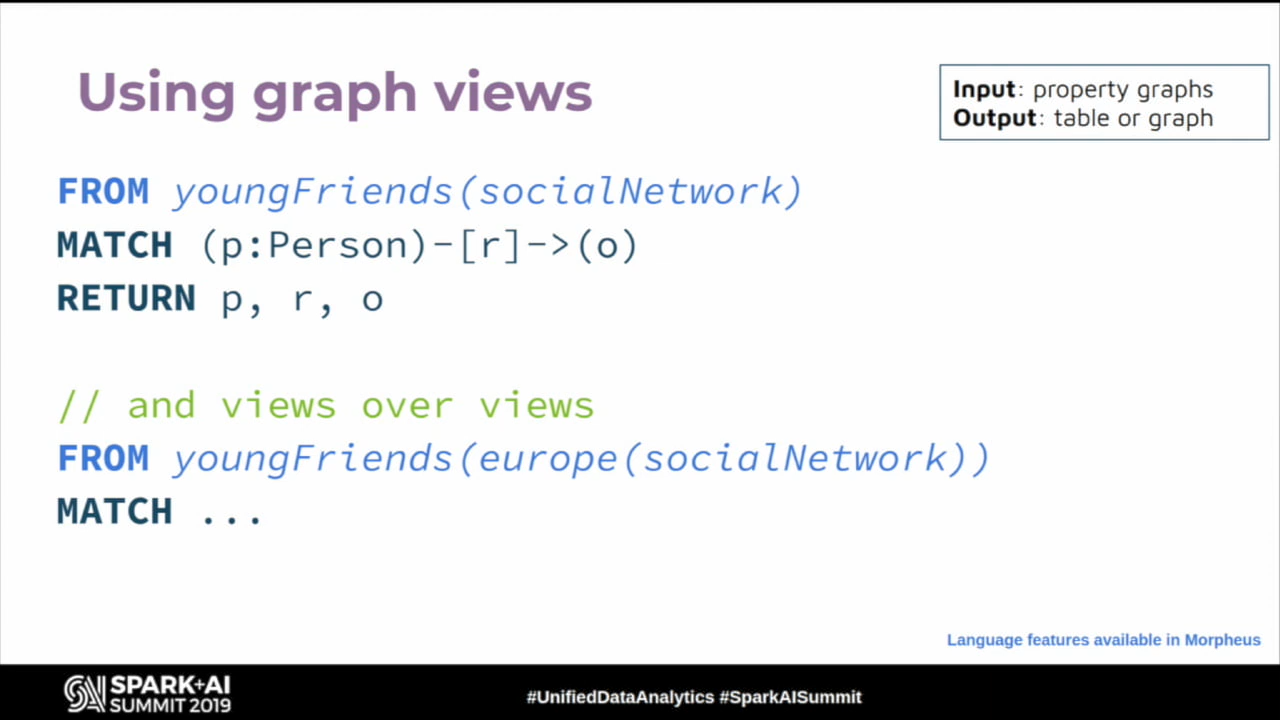 Using graph views
Input: property graphs
Output: table or graph
FROM youngFriends(socialNetwork)
MATCH (p:Person)-[r]->(o)
RETURN p, r, o
// and views over views
FROM youngFriends(europe(socialNetwork))
MATCH ...
Language features available in Morpheus
SPARK+AI
SUMMIT 2019
#UnifiedDataAnalytics #SparkAISummit